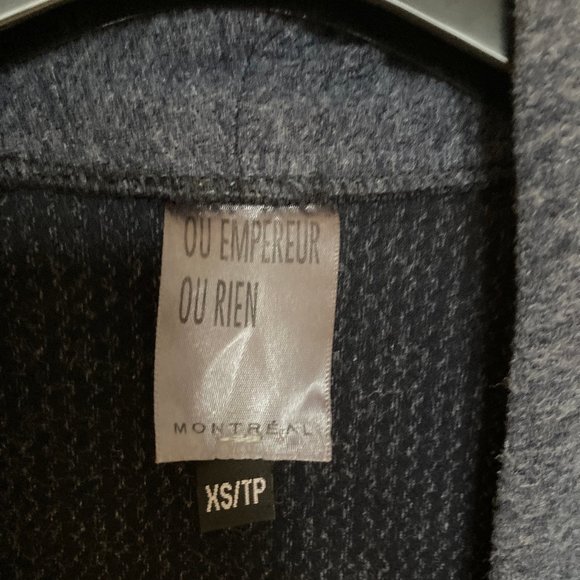 OU EMPEREUR
OU RIEN
MONTRÉAL
XS/TP